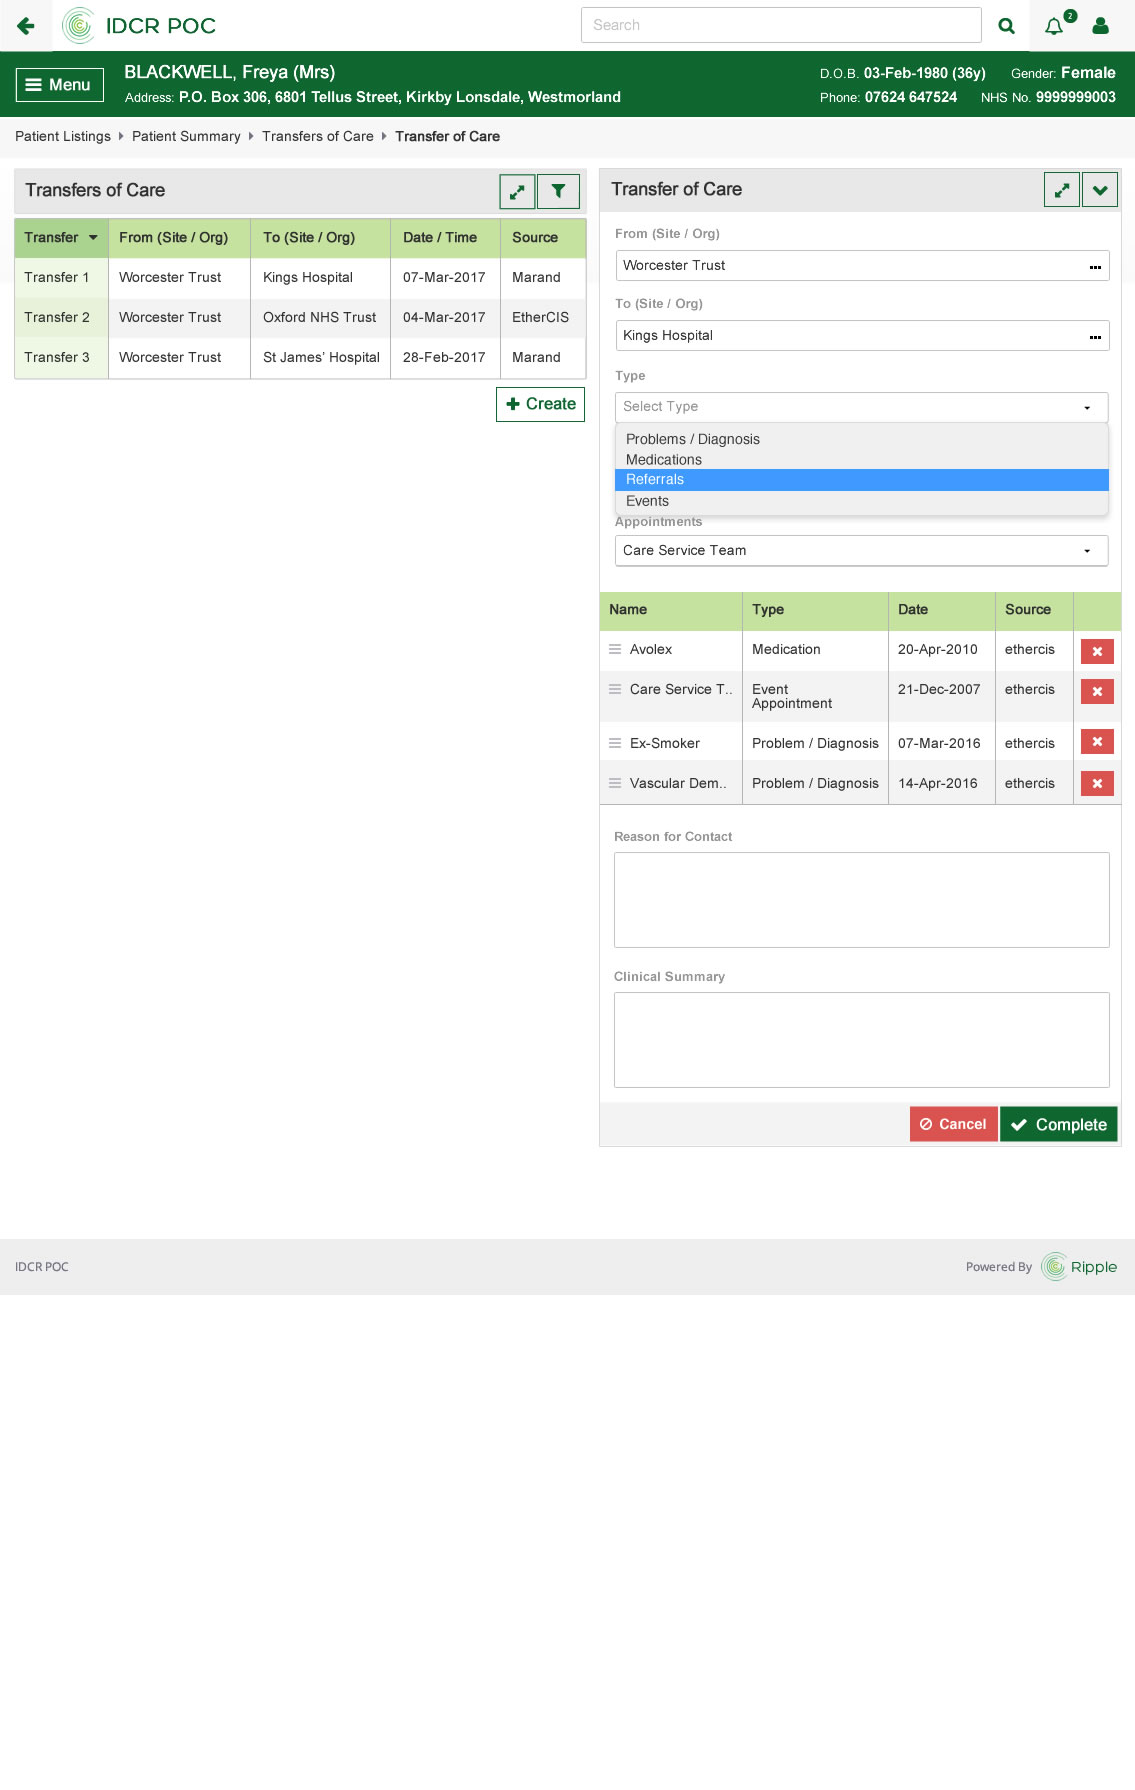 IDCR POC
Search
2
Menu
BLACKWELL, Freya (Mrs)
Address: P.O. Box 306, 6801 Tellus Street, Kirkby Lonsdale, Westmorland
D.O.B. 03-Feb-1980 (36y) Gender: Female
Phone: 07624 647524 NHS No. 9999999003
Patient Listings Patient Summary Transfers of Care Transfer of Care
Transfers of Care
Transfer From (Site / Org) To (Site / Org) Date / Time Source
Transfer 1 Worcester Trust Kings Hospital 07-Mar-2017 Marand
Transfer 2 Worcester Trust Oxford NHS Trust 04-Mar-2017 EtherCIS
Transfer 3 Worcester Trust St James’ Hospital 28-Feb-2017 Marand
Create
Transfer of Care
From (Site / Org)
Worcester Trust
To (Site / Org)
Kings Hospital
Type
Select Type
Problems / Diagnosis
Medications
Referrals
Events
Appointments
Care Service Team
Name Type Date Source
Avolex Medication 20-Apr-2010 ethercis
Care Service T.. Event Appointment 21-Dec-2007 ethercis
Ex-Smoker Problem / Diagnosis 07-Mar-2016 ethercis
Vascular Dem.. Problem / Diagnosis 14-Apr-2016 ethercis
Reason for Contact
Clinical Summary
Cancel
Complete
IDCR POC
Powered By Ripple